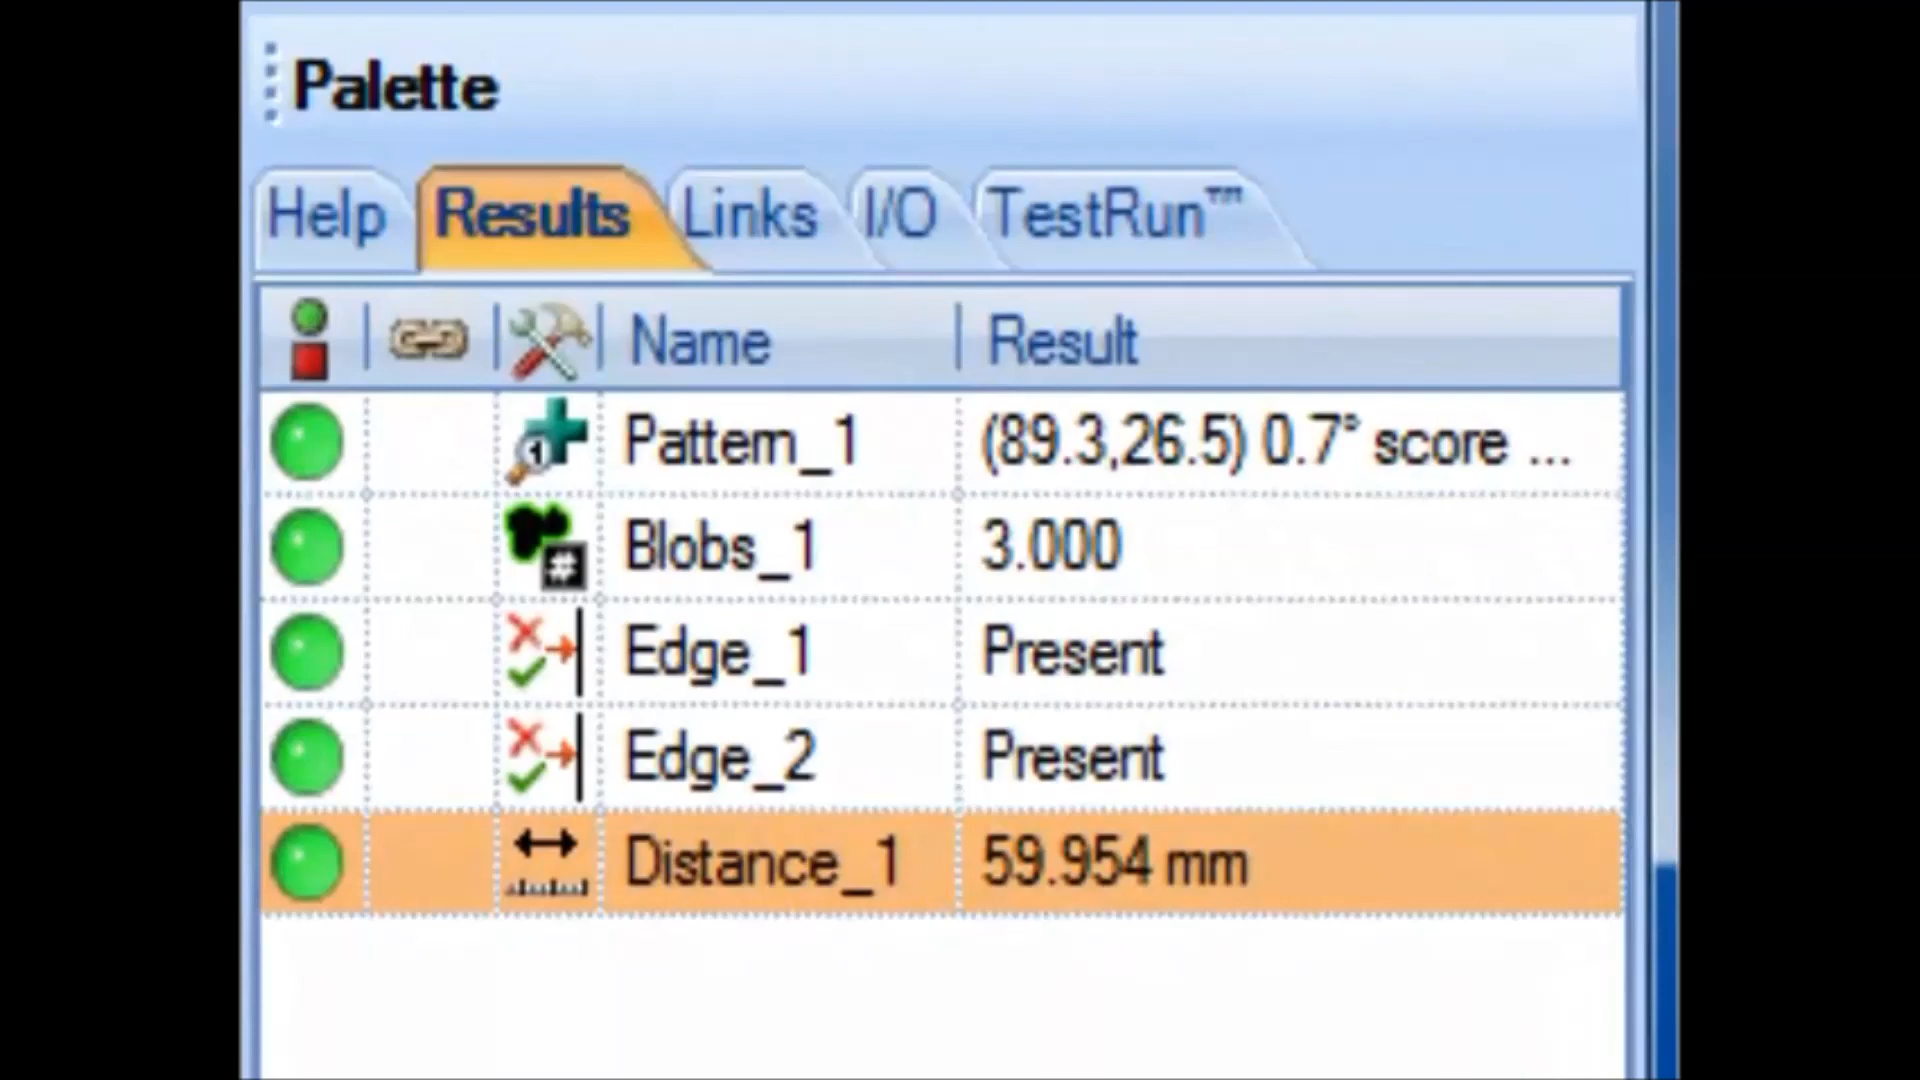 Palette
Help Results Links I/O TestRun™
Name Result
Pattern_1 (89.3,26.5) 0.7° score ...
Blobs_1 3.000
Edge_1 Present
Edge_2 Present
Distance_1 59.954 mm